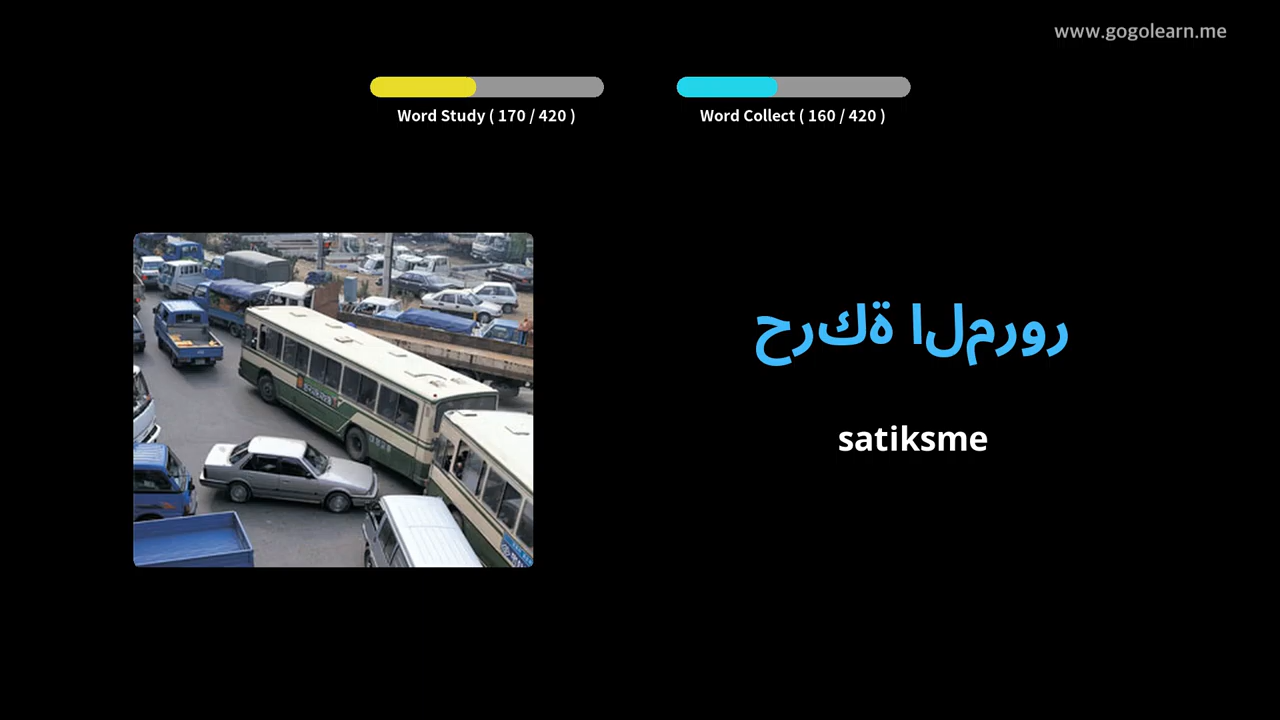 www.gogolearn.me
Word Study ( 170 / 420 )
Word Collect ( 160 / 420 )
حركة المرور
satiksme